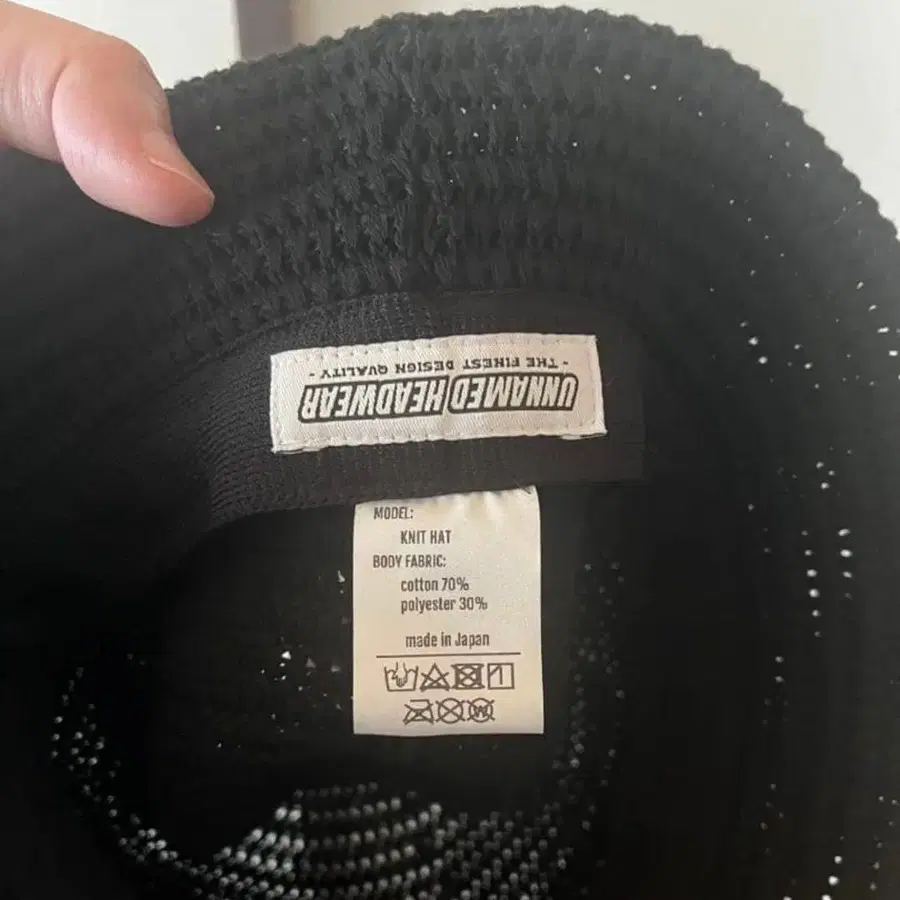 UNNAMED HEADWEAR
- THE FINEST DESIGN QUALITY -
MODEL:
KNIT HAT
BODY FABRIC:
cotton 70%
polyester 30%
made in Japan
W